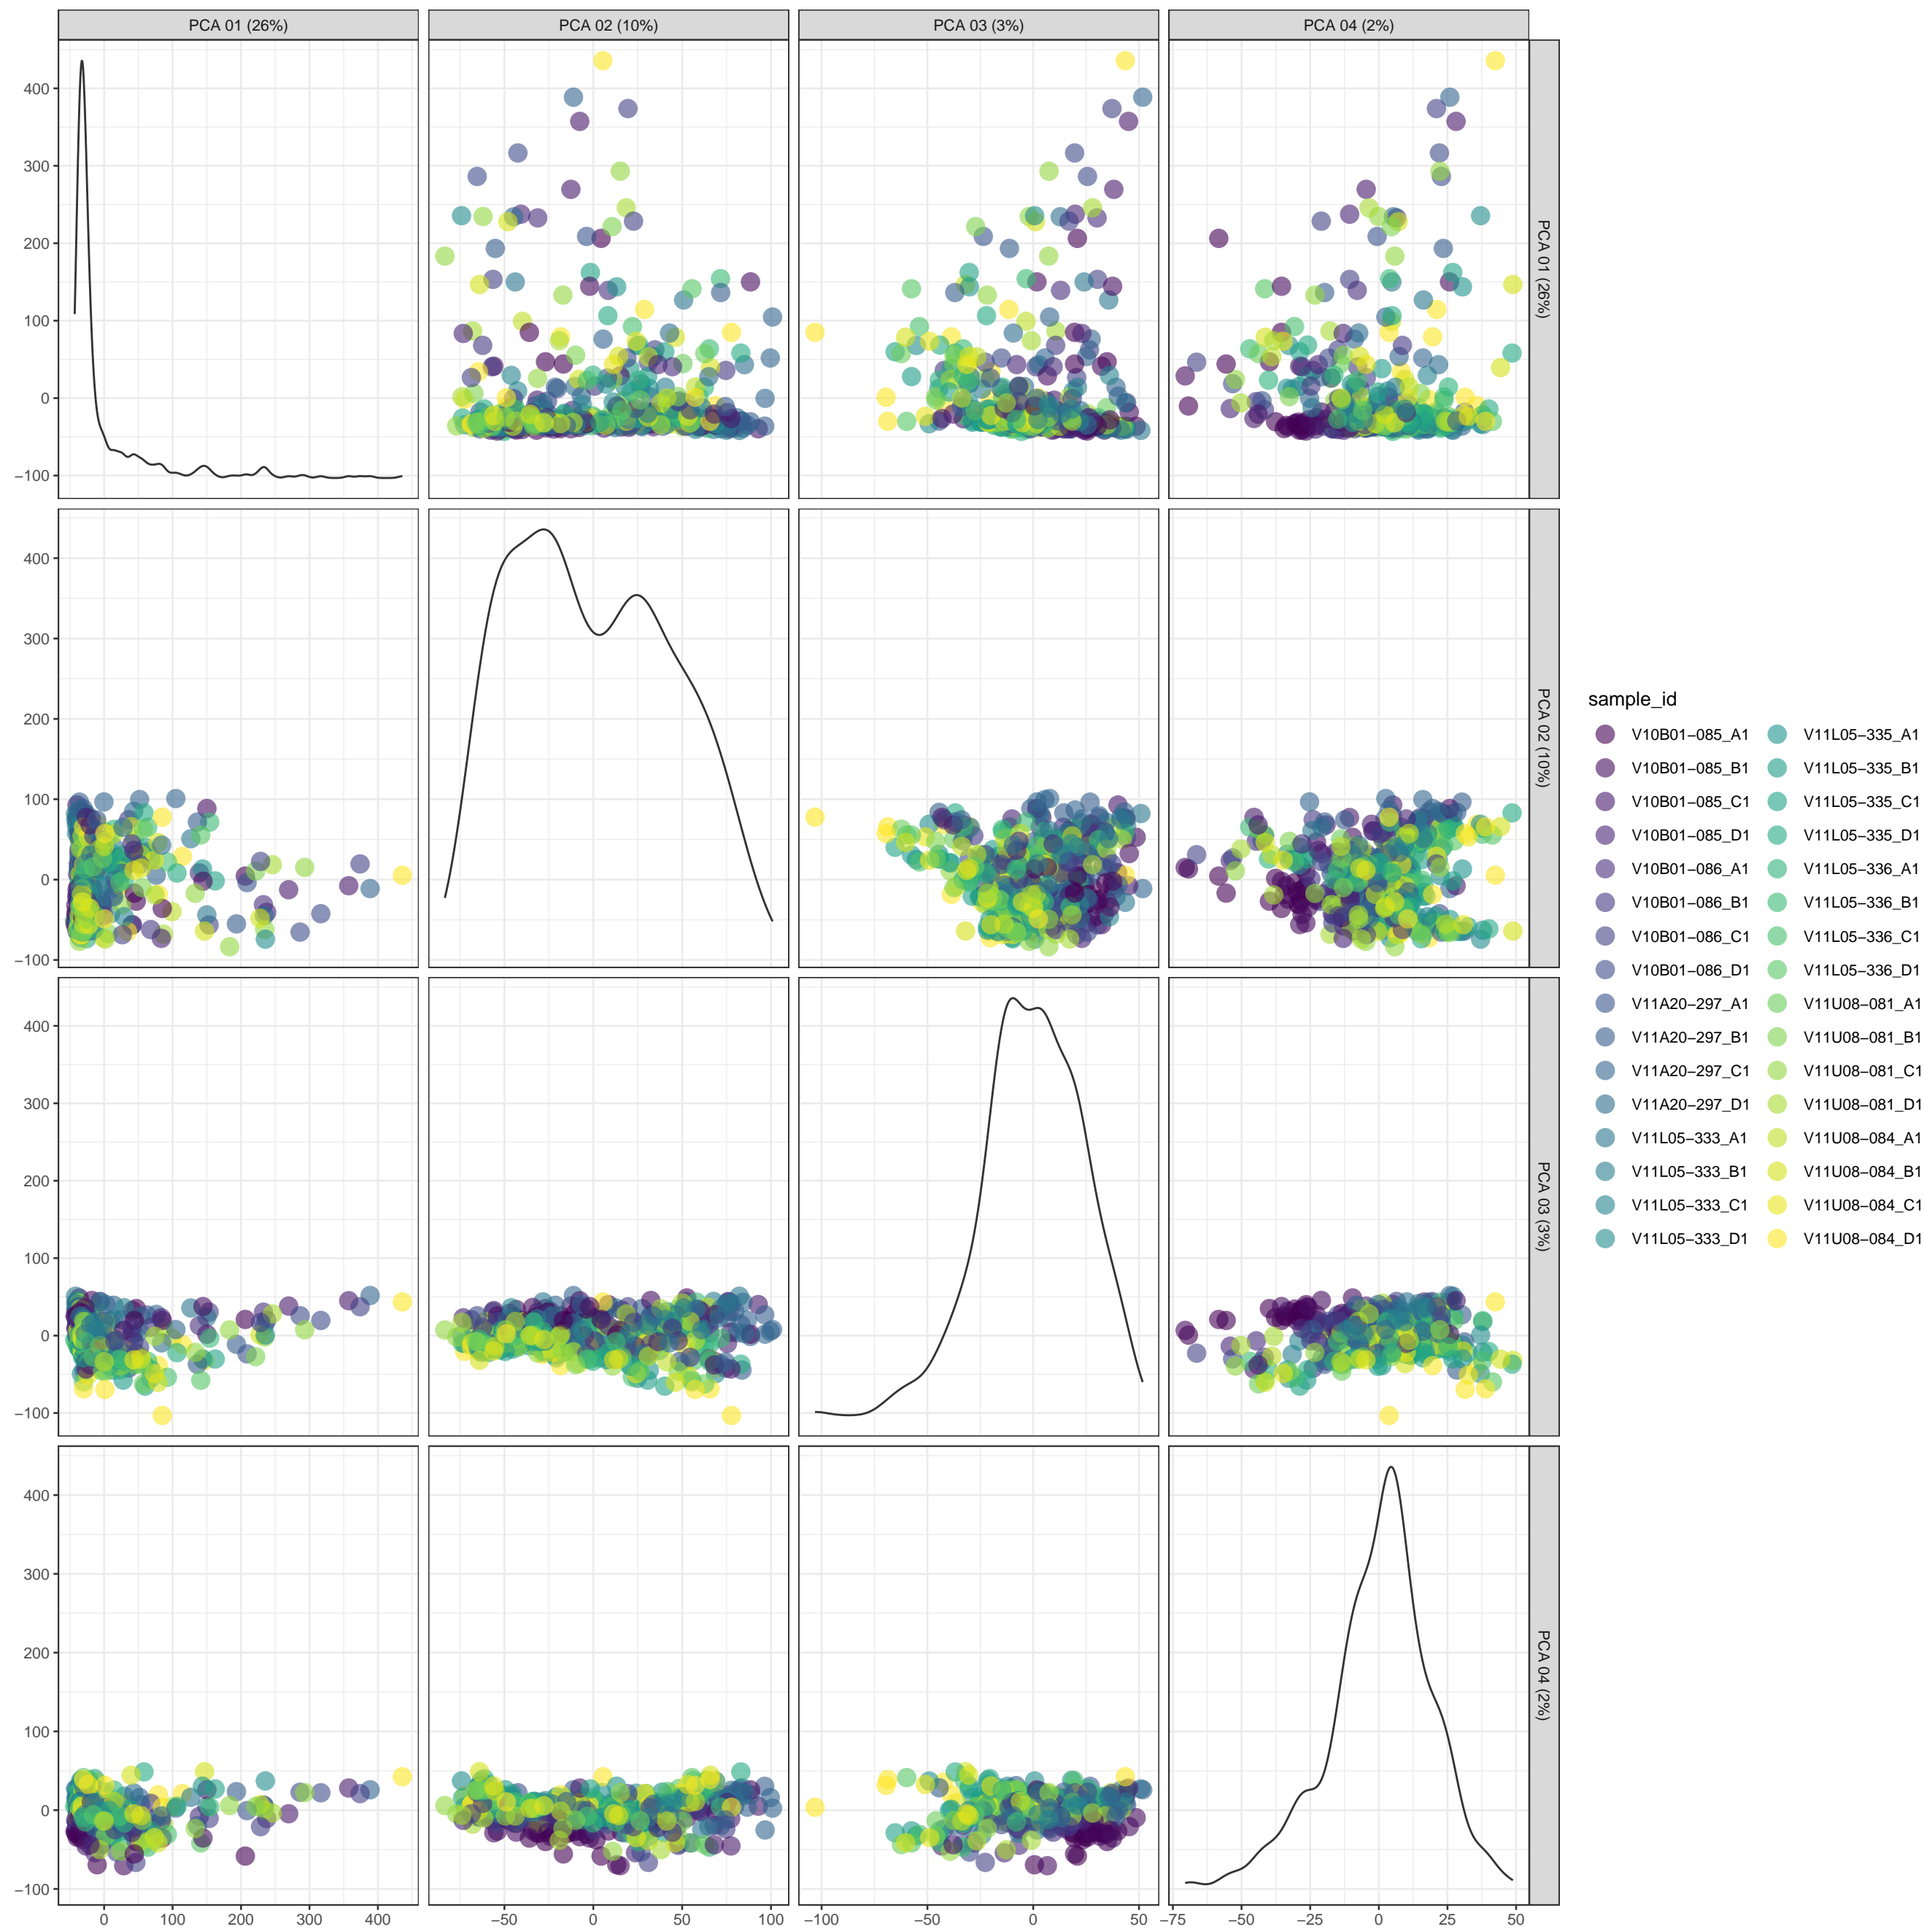 PCA 01 (26%) PCA 02 (10%) PCA 03 (3%) PCA 04 (2%)
400
300
200
100
0
−100
PCA 01 (26%)
400
300
200
100
0
−100
PCA 02 (10%)
400
300
200
100
0
−100
PCA 03 (3%)
400
300
200
100
0
−100
PCA 04 (2%)
0 100 200 300 400 −50 0 50 100 −100 −50 0 50 −75 −50 −25 0 25 50
sample_id
V10B01−085_A1 V11L05−335_A1
V10B01−085_B1 V11L05−335_B1
V10B01−085_C1 V11L05−335_C1
V10B01−085_D1 V11L05−335_D1
V10B01−086_A1 V11L05−336_A1
V10B01−086_B1 V11L05−336_B1
V10B01−086_C1 V11L05−336_C1
V10B01−086_D1 V11L05−336_D1
V11A20−297_A1 V11U08−081_A1
V11A20−297_B1 V11U08−081_B1
V11A20−297_C1 V11U08−081_C1
V11A20−297_D1 V11U08−081_D1
V11L05−333_A1 V11U08−084_A1
V11L05−333_B1 V11U08−084_B1
V11L05−333_C1 V11U08−084_C1
V11L05−333_D1 V11U08−084_D1